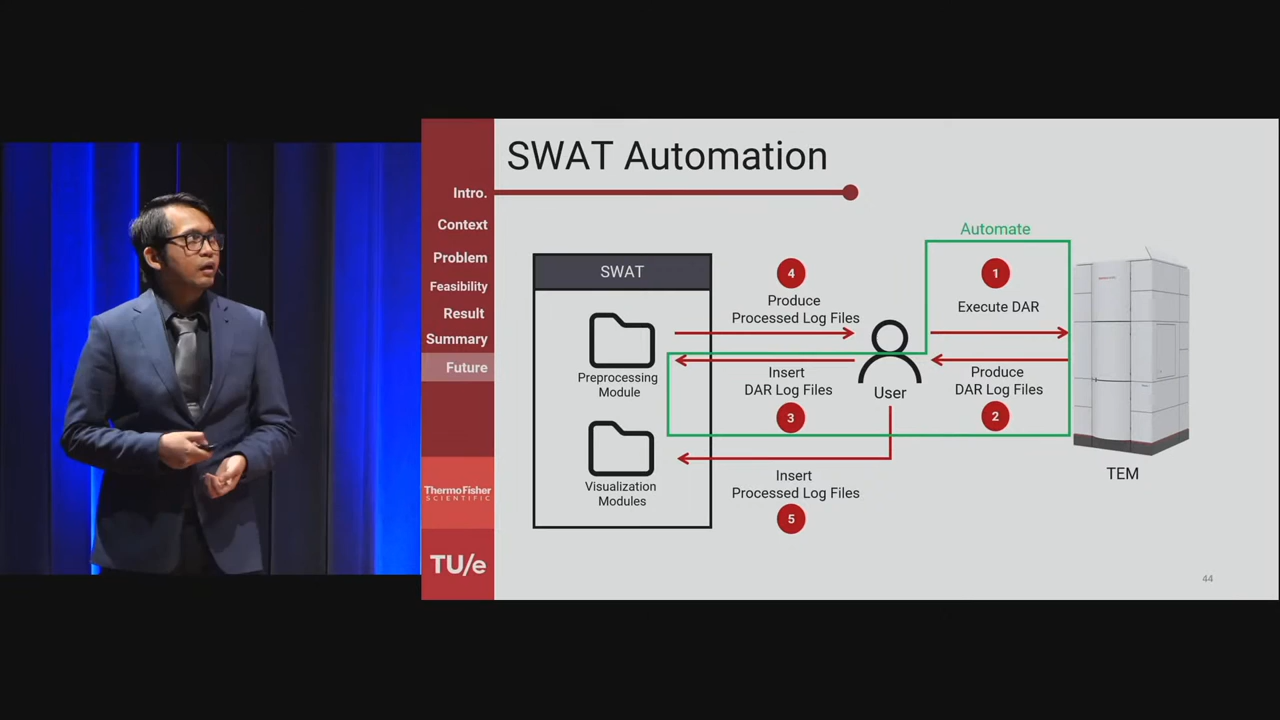 SWAT Automation
Intro.
Context
Problem
Feasibility
Result
Summary
Future
ThermoFisher
SCIENTIFIC
TU/e
SWAT
Preprocessing
Module
Visualization
Modules
4
Produce
Processed Log Files
Insert
DAR Log Files
3
Insert
Processed Log Files
5
User
Automate
1
Execute DAR
Produce
DAR Log Files
2
TEM
44